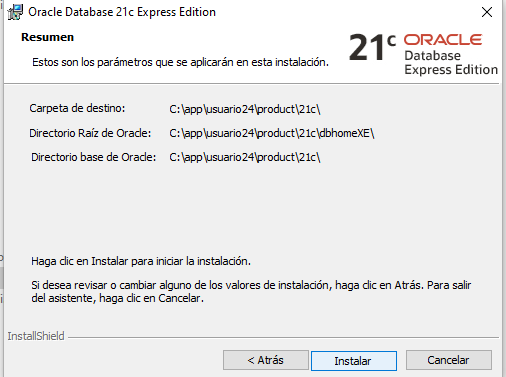 Oracle Database 21c Express Edition
Resumen
Estos son los parámetros que se aplicarán en esta instalación.
21c ORACLE
Database
Express Edition
Carpeta de destino: C:\app\usuario24\product\21c\
Directorio Raíz de Oracle: C:\app\usuario24\product\21c\dbhomeXE\
Directorio base de Oracle: C:\app\usuario24\product\21c\
Haga clic en Instalar para iniciar la instalación.
Si desea revisar o cambiar alguno de los valores de instalación, haga clic en Atrás. Para salir
del asistente, haga clic en Cancelar.
InstallShield
< Atrás Instalar Cancelar